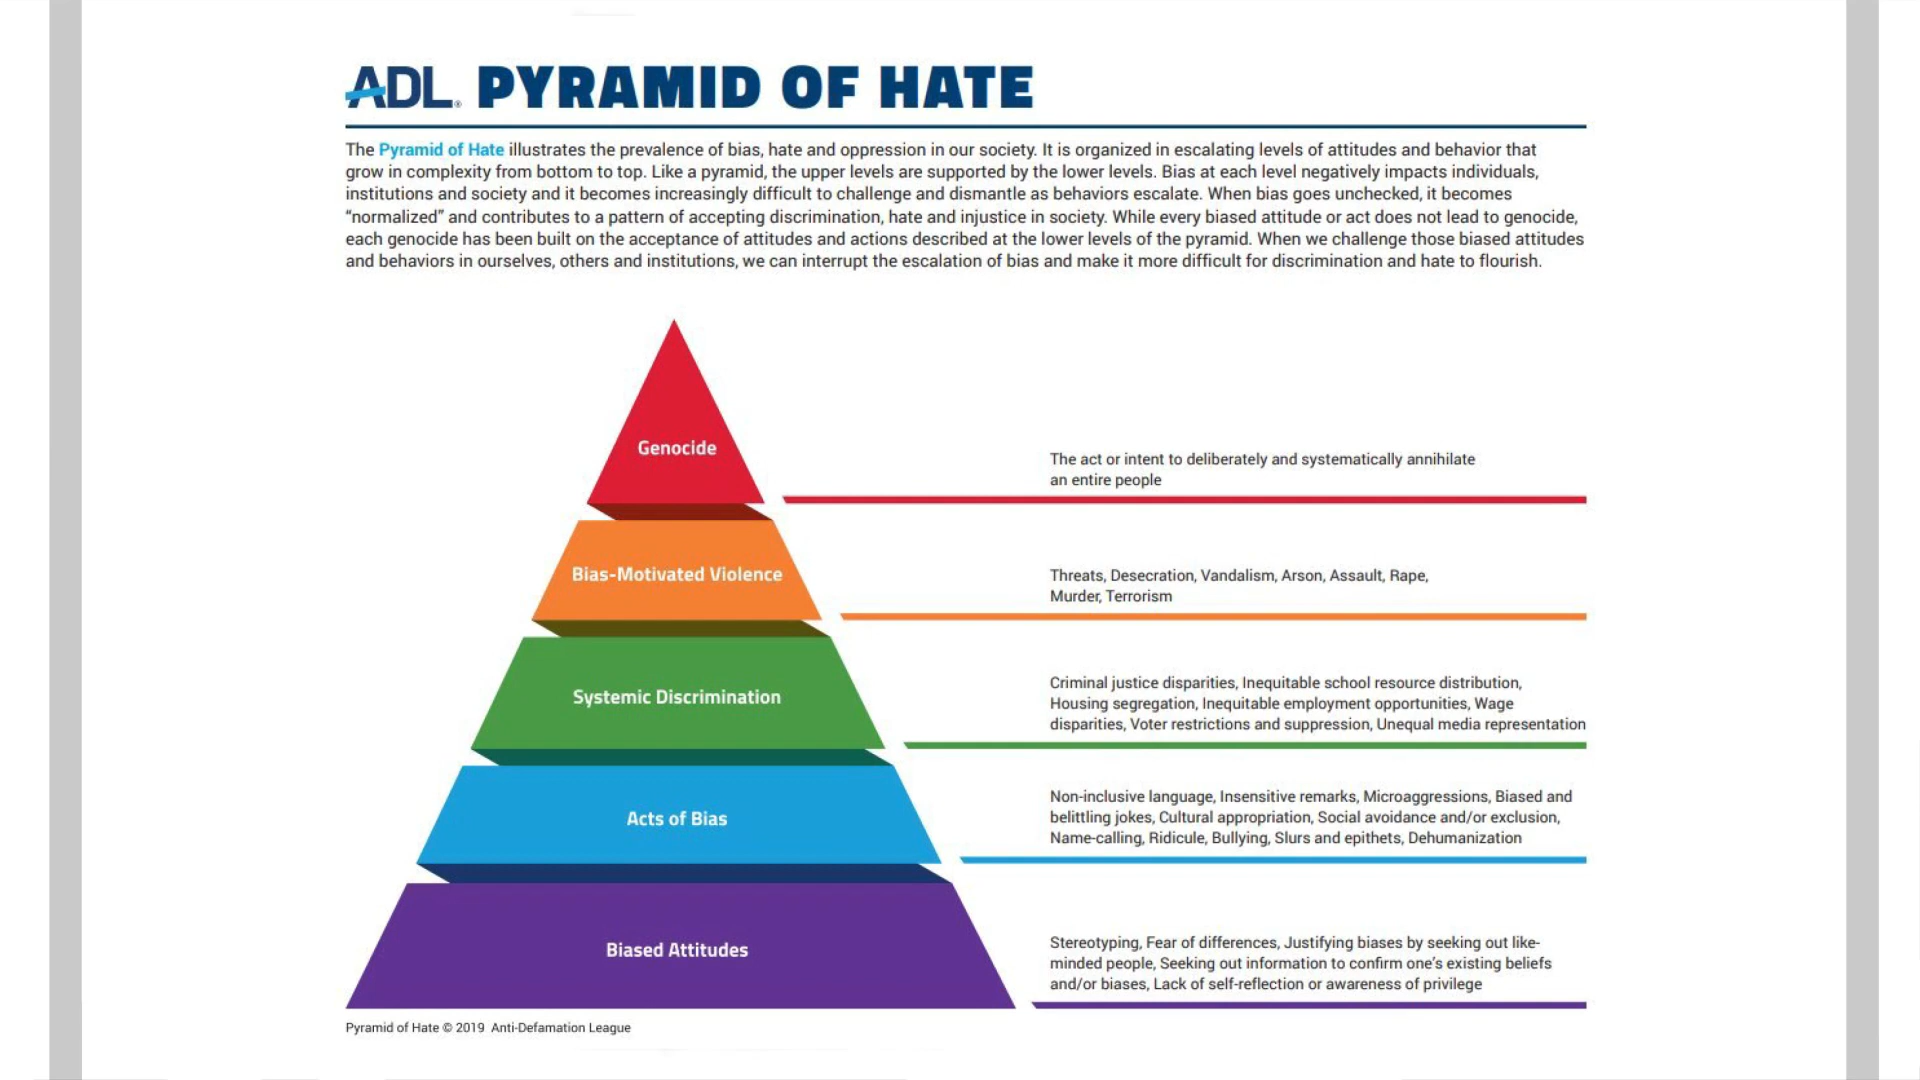 ADL® PYRAMID OF HATE
The Pyramid of Hate illustrates the prevalence of bias, hate and oppression in our society. It is organized in escalating levels of attitudes and behavior that
grow in complexity from bottom to top. Like a pyramid, the upper levels are supported by the lower levels. Bias at each level negatively impacts individuals,
institutions and society and it becomes increasingly difficult to challenge and dismantle as behaviors escalate. When bias goes unchecked, it becomes
“normalized” and contributes to a pattern of accepting discrimination, hate and injustice in society. While every biased attitude or act does not lead to genocide,
each genocide has been built on the acceptance of attitudes and actions described at the lower levels of the pyramid. When we challenge those biased attitudes
and behaviors in ourselves, others and institutions, we can interrupt the escalation of bias and make it more difficult for discrimination and hate to flourish.
Genocide
The act or intent to deliberately and systematically annihilate
an entire people
Bias-Motivated Violence
Threats, Desecration, Vandalism, Arson, Assault, Rape,
Murder, Terrorism
Systemic Discrimination
Criminal justice disparities, Inequitable school resource distribution,
Housing segregation, Inequitable employment opportunities, Wage
disparities, Voter restrictions and suppression, Unequal media representation
Acts of Bias
Non-inclusive language, Insensitive remarks, Microaggressions, Biased and
belittling jokes, Cultural appropriation, Social avoidance and/or exclusion,
Name-calling, Ridicule, Bullying, Slurs and epithets, Dehumanization
Biased Attitudes
Stereotyping, Fear of differences, Justifying biases by seeking out like-
minded people, Seeking out information to confirm one’s existing beliefs
and/or biases, Lack of self-reflection or awareness of privilege
Pyramid of Hate © 2019 Anti-Defamation League